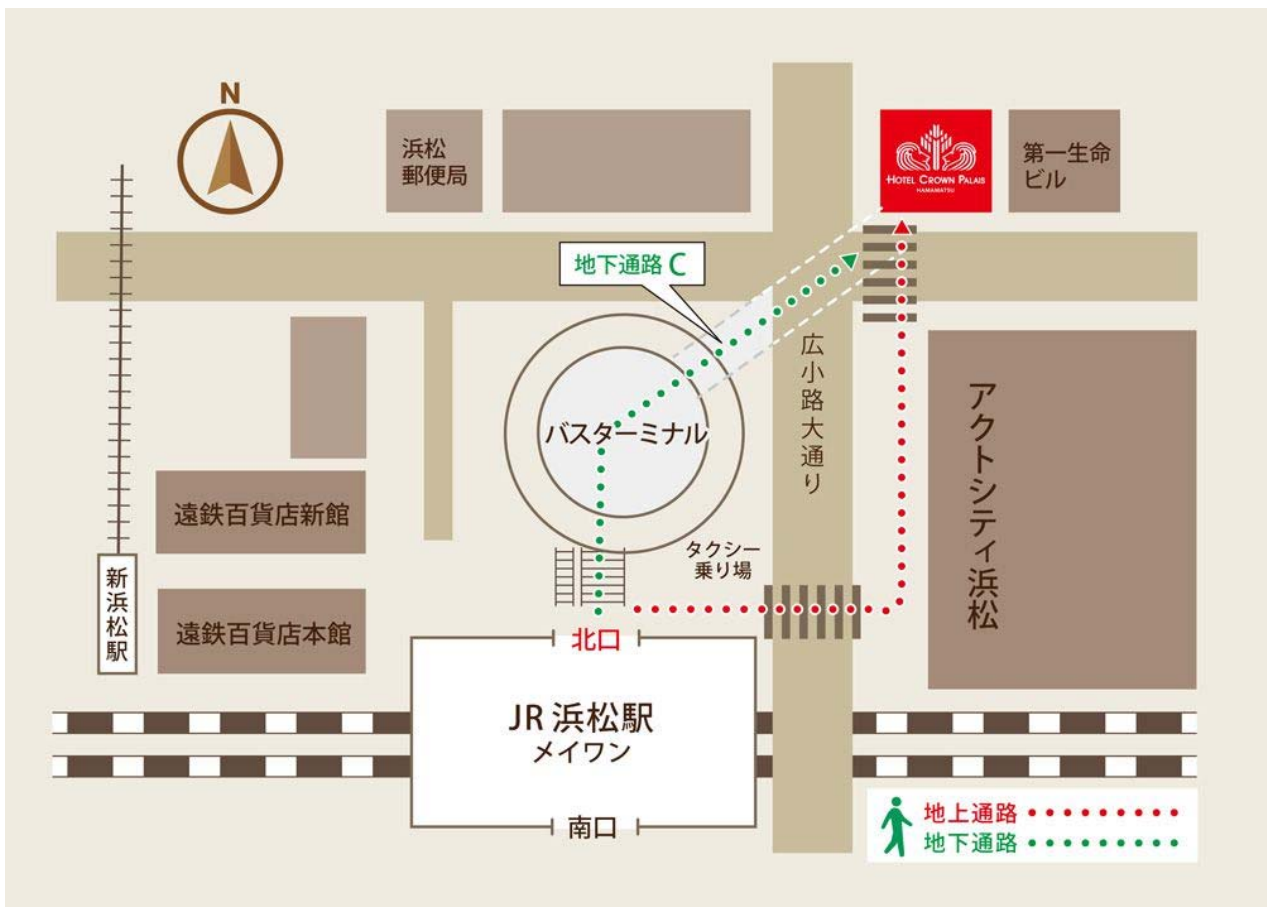 N
浜松
郵便局
HOTEL CROWN PALAIS
HAMAMATSU
第一生命
ビル
地下通路 C
広小路大通り
バスターミナル
アクトシティ浜松
遠鉄百貨店新館
タクシー
乗り場
新浜松駅
遠鉄百貨店本館
北口
JR 浜松駅
メイワン
南口
地上通路
地下通路